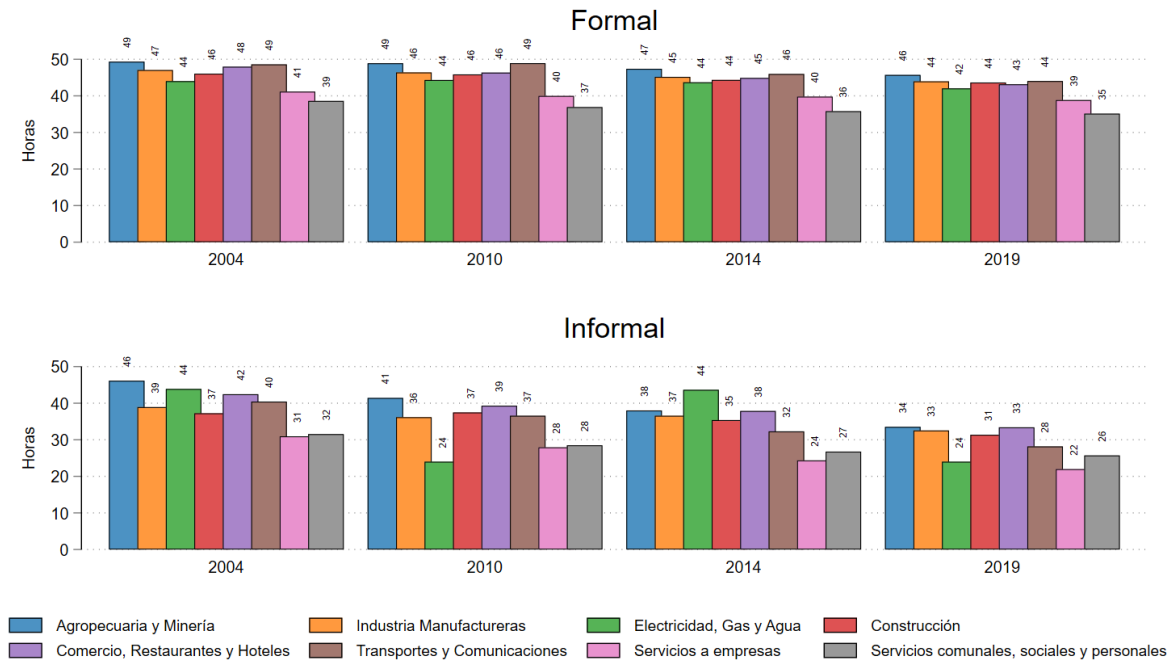 Formal
Horas
50
40
30
20
10
0
49 47 44 46 48 49 41 39
49 46 44 46 46 49 40 37
47 45 44 44 45 46 40 36
46 44 42 44 43 44 39 35
2004 2010 2014 2019
Informal
Horas
50
40
30
20
10
0
46 39 44 37 42 40 31 32
41 36 24 37 39 37 28 28
38 37 44 35 38 32 24 27
34 33 24 31 33 28 22 26
2004 2010 2014 2019
Agropecuaria y Minería Industria Manufactureras Electricidad, Gas y Agua Construcción
Comercio, Restaurantes y Hoteles Transportes y Comunicaciones Servicios a empresas Servicios comunales, sociales y personales